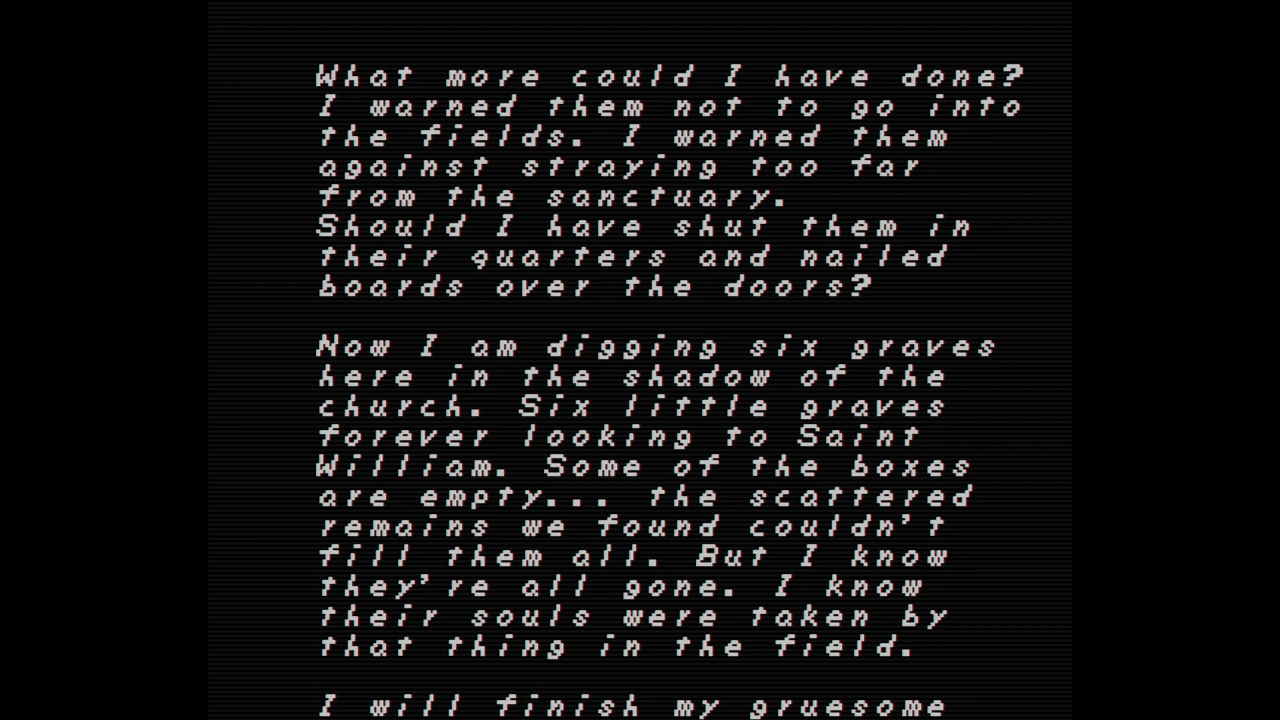 What more could I have done?
I warned them not to go into
the fields. I warned them
against straying too far
from the sanctuary.
Should I have shut them in
their quarters and nailed
boards over the doors?
Now I am digging six graves
here in the shadow of the
church. Six little graves
forever looking to Saint
William. Some of the boxes
are empty... the scattered
remains we found couldn't
fill them all. But I know
they're all gone. I know
their souls were taken by
that thing in the field.
I will finish my gruesome